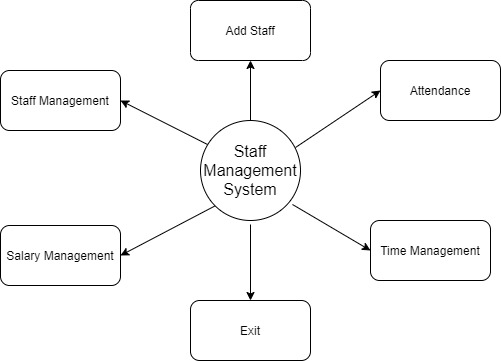 Add Staff
Staff Management
Attendance
Staff
Management
System
Salary Management
Time Management
Exit